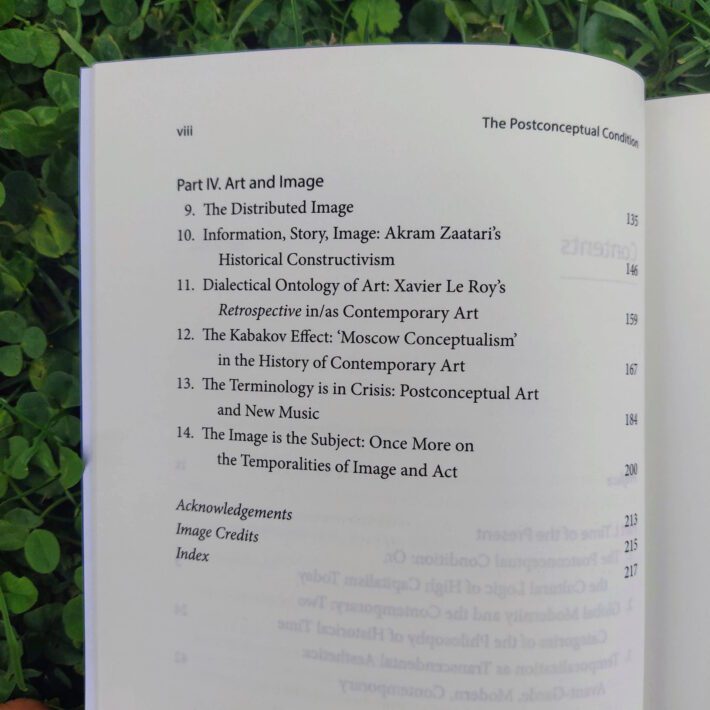 viii The Postconceptual Condition
Part IV. Art and Image
9. The Distributed Image 135
10. Information, Story, Image: Akram Zaatari's
Historical Constructivism 146
11. Dialectical Ontology of Art: Xavier Le Roy's
Retrospective in/as Contemporary Art 159
12. The Kabakov Effect: ‘Moscow Conceptualism’
in the History of Contemporary Art 167
13. The Terminology is in Crisis: Postconceptual Art
and New Music 184
14. The Image is the Subject: Once More on
the Temporalities of Image and Act 200
Acknowledgements 213
Image Credits 215
Index 217